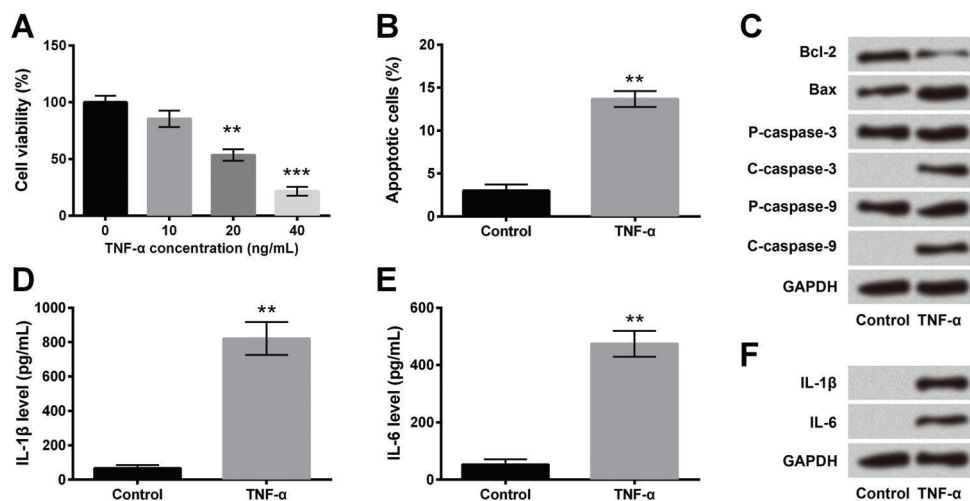 A
Cell viability (%)
150
100
50
0
**
***
0 10 20 40
TNF-α concentration (ng/mL)
B
Apoptotic cells (%)
20
15
10
5
0
**
Control TNF-α
C
Bcl-2
Bax
P-caspase-3
C-caspase-3
P-caspase-9
C-caspase-9
GAPDH
Control TNF-α
D
IL-1β level (pg/mL)
1000
800
600
400
200
0
**
Control TNF-α
E
IL-6 level (pg/mL)
600
400
200
0
**
Control TNF-α
F
IL-1β
IL-6
GAPDH
Control TNF-α